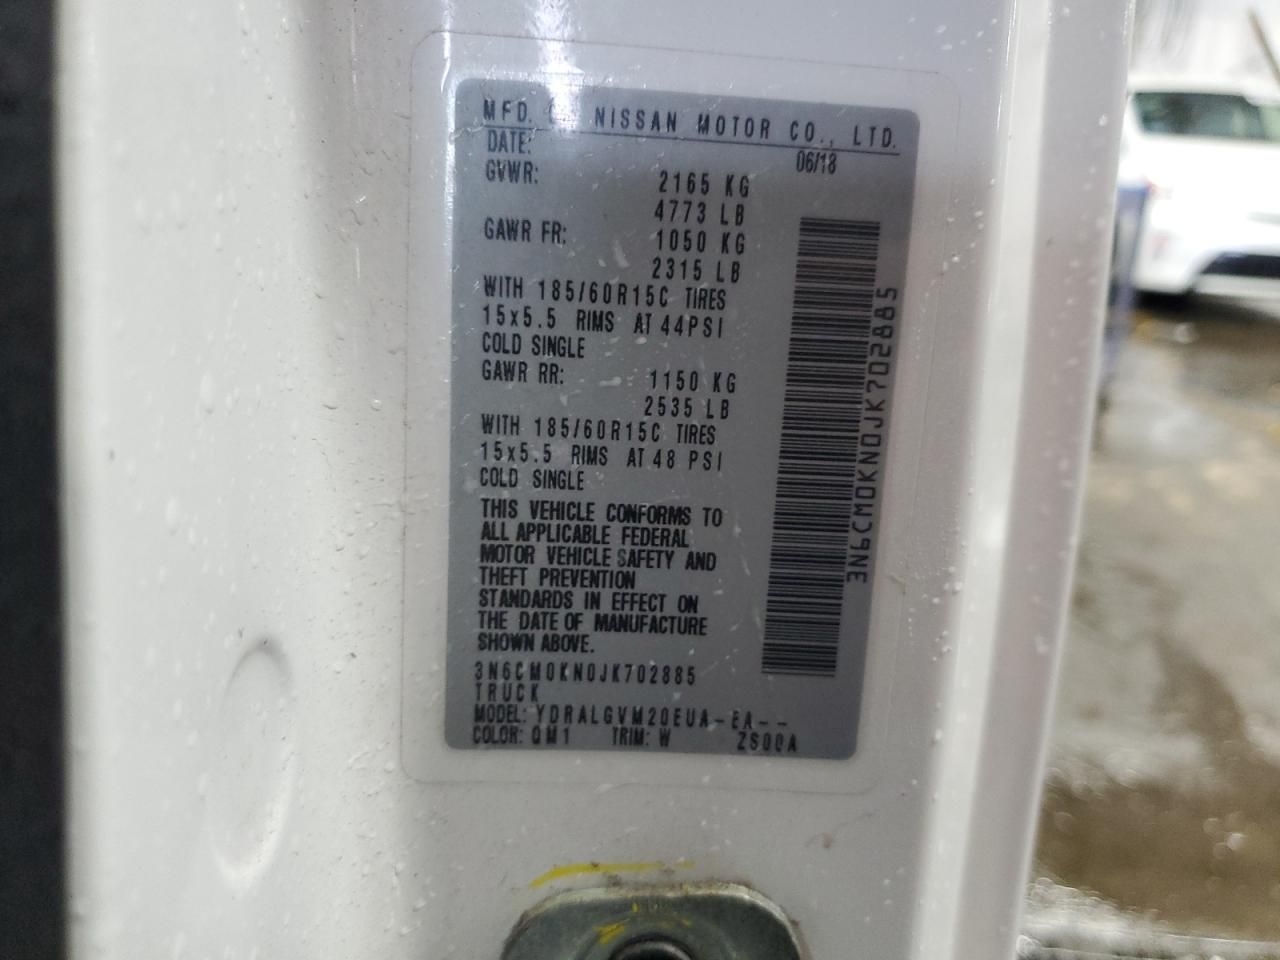 MFD. NISSAN MOTOR CO., LTD.
DATE: 06/18
GVWR: 2165 KG
4773 LB
GAWR FR: 1050 KG
2315 LB
WITH 185/60R15C TIRES
15x5.5 RIMS AT 44PSI
COLD SINGLE
GAWR RR: 1150 KG
2535 LB
WITH 185/60R15C TIRES
15x5.5 RIMS AT 48 PSI
COLD SINGLE
THIS VEHICLE CONFORMS TO
ALL APPLICABLE FEDERAL
MOTOR VEHICLE SAFETY AND
THEFT PREVENTION
STANDARDS IN EFFECT ON
THE DATE OF MANUFACTURE
SHOWN ABOVE.
3N6CM0KN0JK702885
TRUCK
MODEL: YDRALGVM20EUA-EA--
COLOR: QM1 TRIM: W ZS00A
3N6CM0KN0JK702885